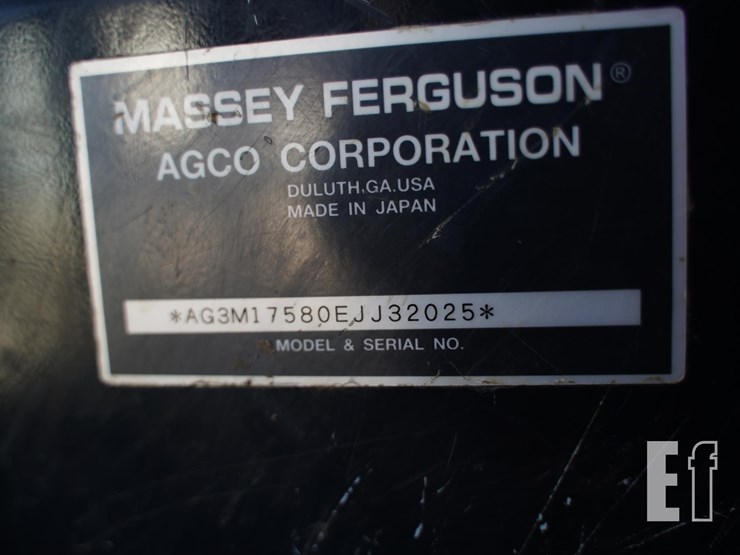 MASSEY FERGUSON®
AGCO CORPORATION
DULUTH,GA.USA
MADE IN JAPAN
*AG3M17580EJJ32025*
MODEL & SERIAL NO.
Ef